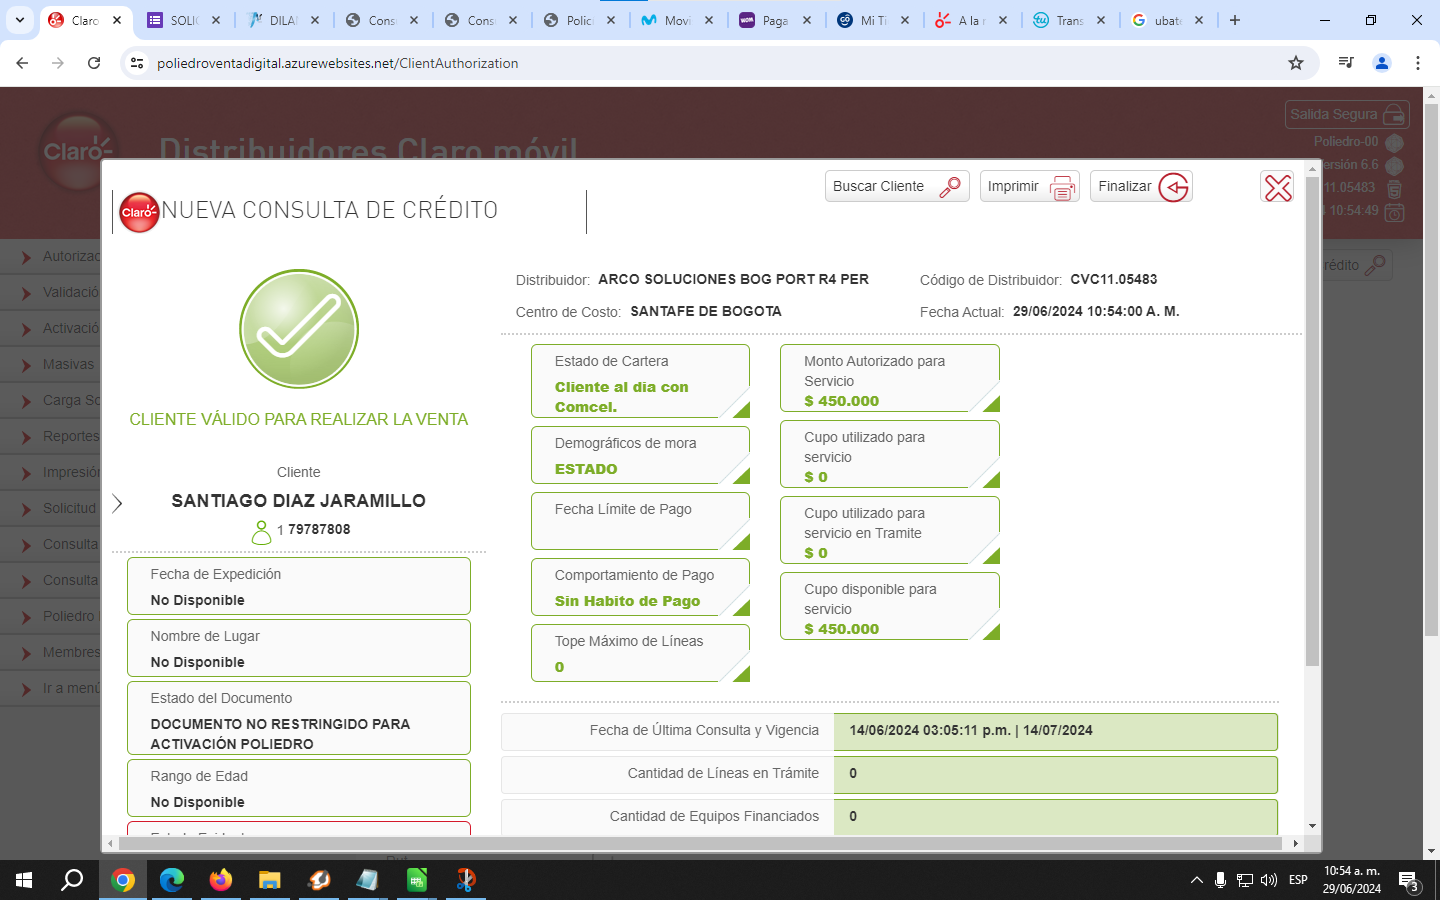 Claro
SOLIC
DILAI
Cons
Cons
Polici
Movi
Paga
Mi Ti
A la r
Trans
ubat
poliedroventadigital.azurewebsites.net/ClientAuthorization
Salida Segura
Claro
Distribuidores Claro móvil
Poliedro-00
ersión 6.6
11.05483
10:54:49
Buscar Cliente
Imprimir
Finalizar
Claro
NUEVA CONSULTA DE CRÉDITO
Autorizac
Validació
Activació
Masivas
Carga So
Reportes
Impresión
Solicitud
Consulta
Consulta
Poliedro
Membres
Ir a menú
rédito
CLIENTE VÁLIDO PARA REALIZAR LA VENTA
Cliente
SANTIAGO DIAZ JARAMILLO
1 79787808
Fecha de Expedición
No Disponible
Nombre de Lugar
No Disponible
Estado del Documento
DOCUMENTO NO RESTRINGIDO PARA
ACTIVACIÓN POLIEDRO
Rango de Edad
No Disponible
Distribuidor: ARCO SOLUCIONES BOG PORT R4 PER
Código de Distribuidor: CVC11.05483
Centro de Costo: SANTAFE DE BOGOTA
Fecha Actual: 29/06/2024 10:54:00 A. M.
Estado de Cartera
Cliente al dia con
Comcel.
Demográficos de mora
ESTADO
Fecha Límite de Pago
Comportamiento de Pago
Sin Habito de Pago
Tope Máximo de Líneas
0
Monto Autorizado para
Servicio
$ 450.000
Cupo utilizado para
servicio
$ 0
Cupo utilizado para
servicio en Tramite
$ 0
Cupo disponible para
servicio
$ 450.000
Fecha de Última Consulta y Vigencia 14/06/2024 03:05:11 p.m. | 14/07/2024
Cantidad de Líneas en Trámite 0
Cantidad de Equipos Financiados 0
ESP
10:54 a. m.
29/06/2024
3